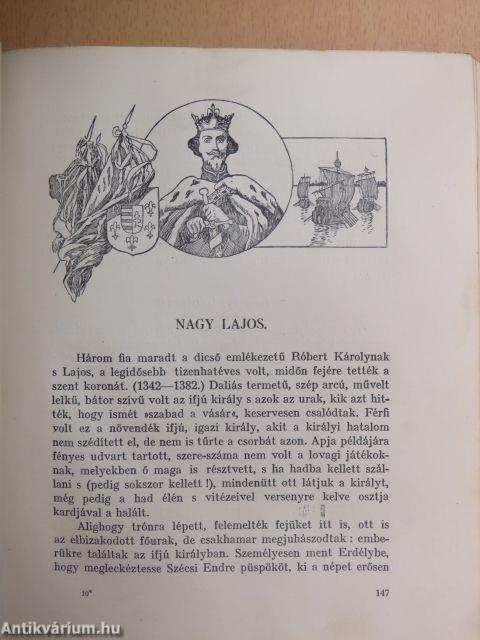 NAGY LAJOS.
Három fia maradt a dicső emlékezetű Róbert Károlynak
s Lajos, a legidősebb tizenhatéves volt, midőn fejére tették a
szent koronát. (1342—1382.) Daliás termetű, szép arcú, művelt
lelkű, bátor szivű volt az ifjú király s azok az urak, kik azt hit-
ték, hogy ismét »szabad a vásár«, keservesen csalódtak. Férfi
volt ez a növendék ifjú, igazi király, akit a királyi hatalom
nem szédített el, de nem is tűrte a csorbát azon. Apja példájára
fényes udvart tartott, szere-száma nem volt a lovagi játékok-
nak, melyekben ő maga is résztvett, s ha hadba kellett szál-
lani s (pedig sokszor kellett!), mindenütt ott látjuk a királyt,
még pedig a had élén s vitézeivel versenyre kelve osztja
kardjával a halált.
Alighogy trónra lépett, felemelték fejüket itt is, ott is
az elbizakodott főurak, de csakhamar megjuhászodtak : embe-
rükre találtak az ifjú királyban. Személyesen ment Erdélybe,
hogy megleckéztesse Szécsi Endre püspököt, ki a népet erősen
10* 147
Antikvárium.hu